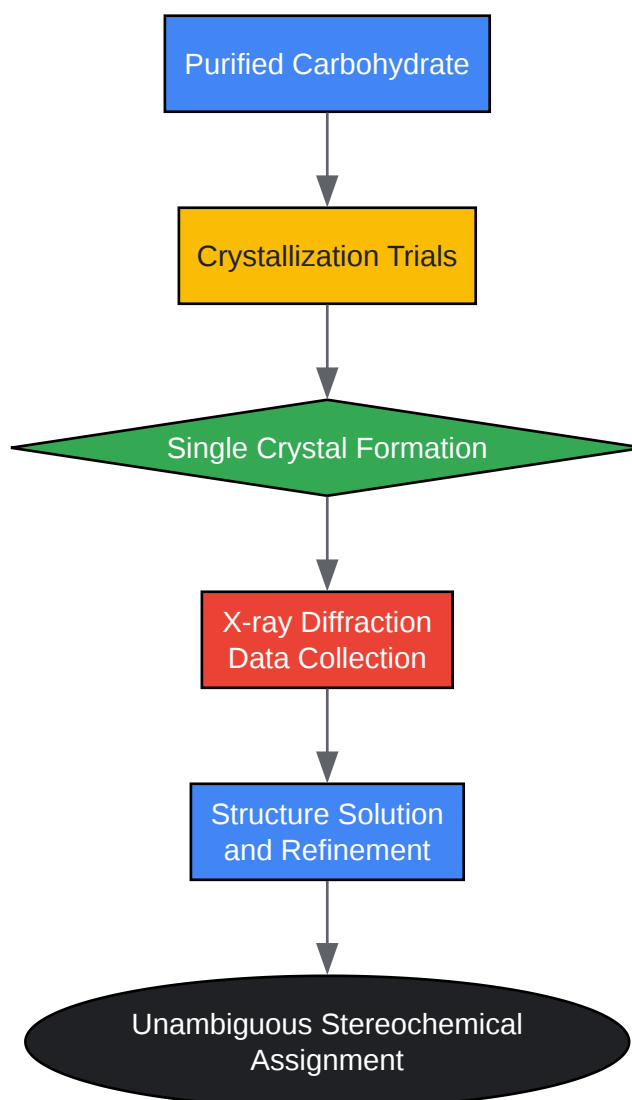 Purified Carbohydrate
Crystallization Trials
Single Crystal Formation
X-ray Diffraction
Data Collection
Structure Solution
and Refinement
Unambiguous Stereochemical
Assignment